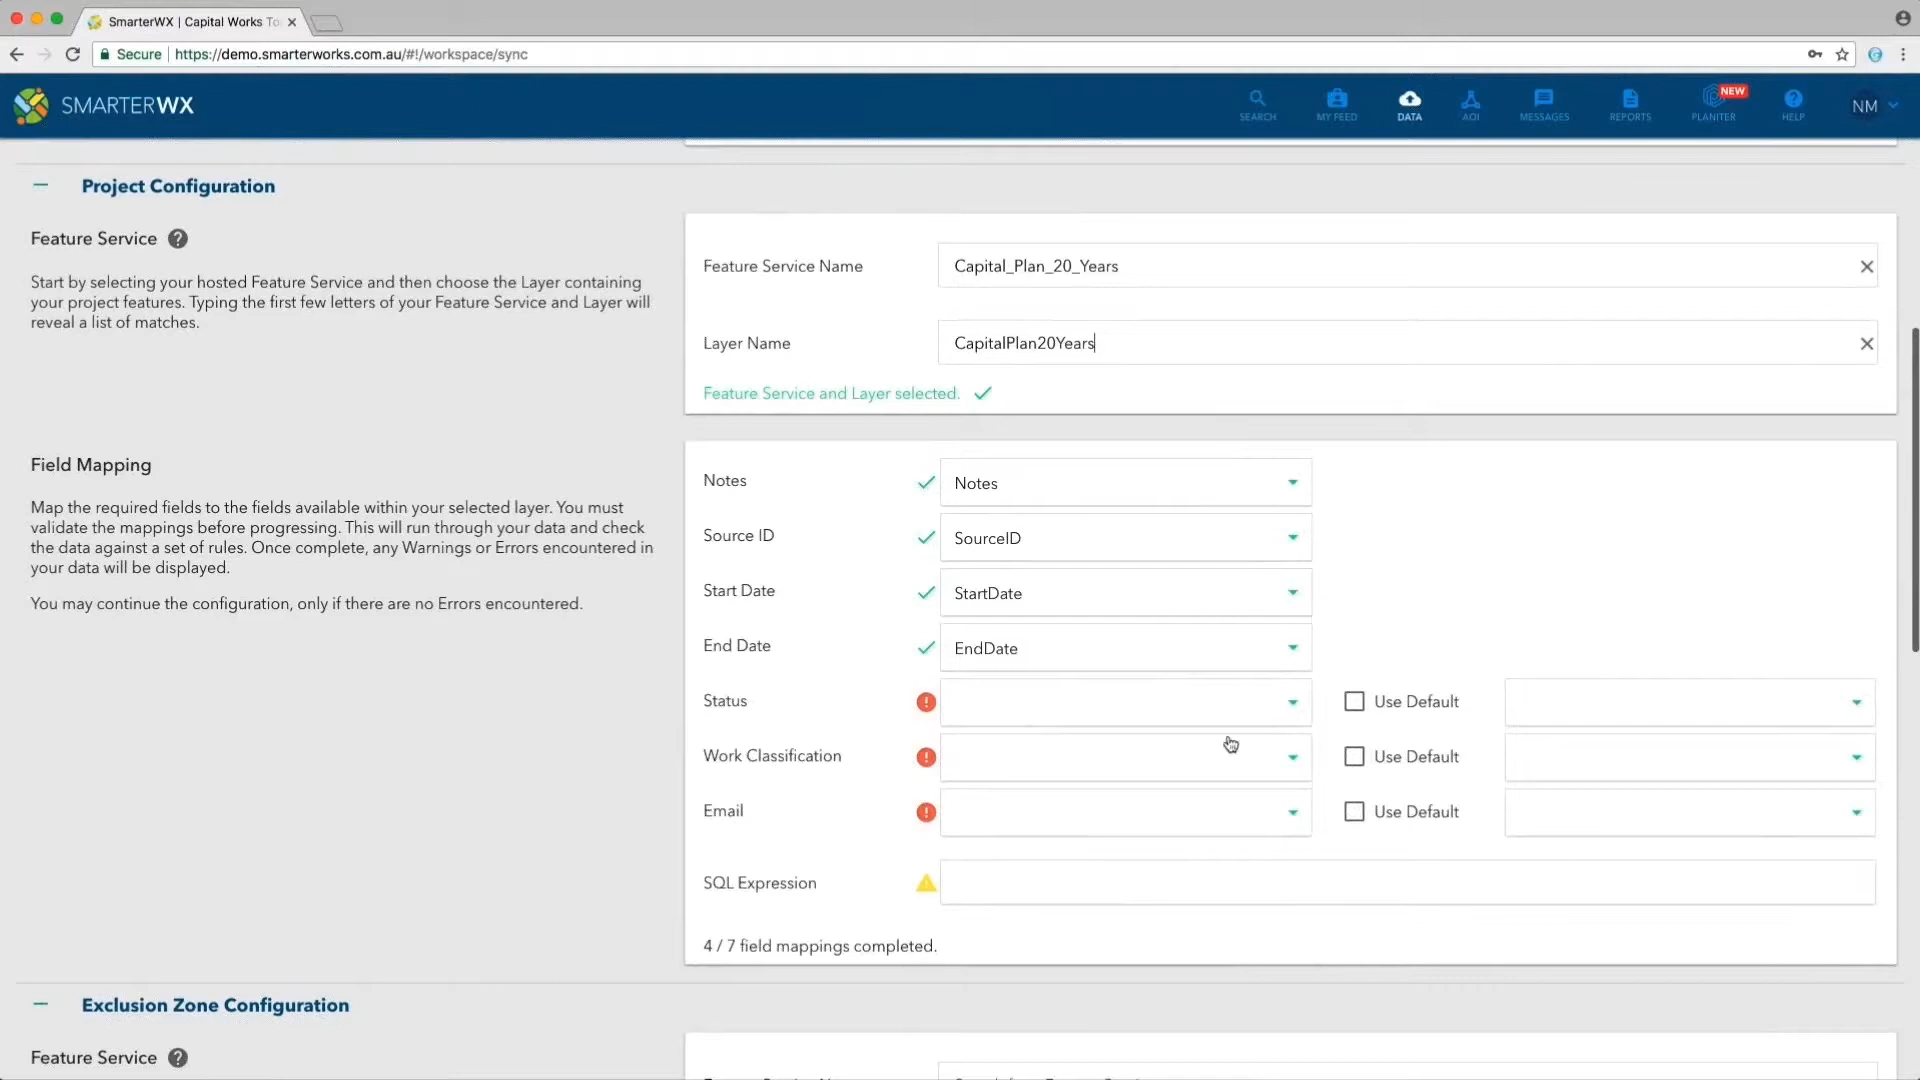 SmarterWX | Capital Works To
Secure https://demo.smarterworks.com.au/#!/workspace/sync
SMARTERWX
SEARCH
MY FEED
DATA
AOI
MESSAGES
REPORTS
NEW
PLANITER
HELP
NM
Project Configuration
Feature Service ?
Start by selecting your hosted Feature Service and then choose the Layer containing
your project features. Typing the first few letters of your Feature Service and Layer will
reveal a list of matches.
Feature Service Name Capital_Plan_20_Years
Layer Name CapitalPlan20Years
Feature Service and Layer selected.
Field Mapping
Map the required fields to the fields available within your selected layer. You must
validate the mappings before progressing. This will run through your data and check
the data against a set of rules. Once complete, any Warnings or Errors encountered in
your data will be displayed.
You may continue the configuration, only if there are no Errors encountered.
Notes Notes
Source ID SourceID
Start Date StartDate
End Date EndDate
Status Use Default
Work Classification Use Default
Email Use Default
SQL Expression
4 / 7 field mappings completed.
Exclusion Zone Configuration
Feature Service ?